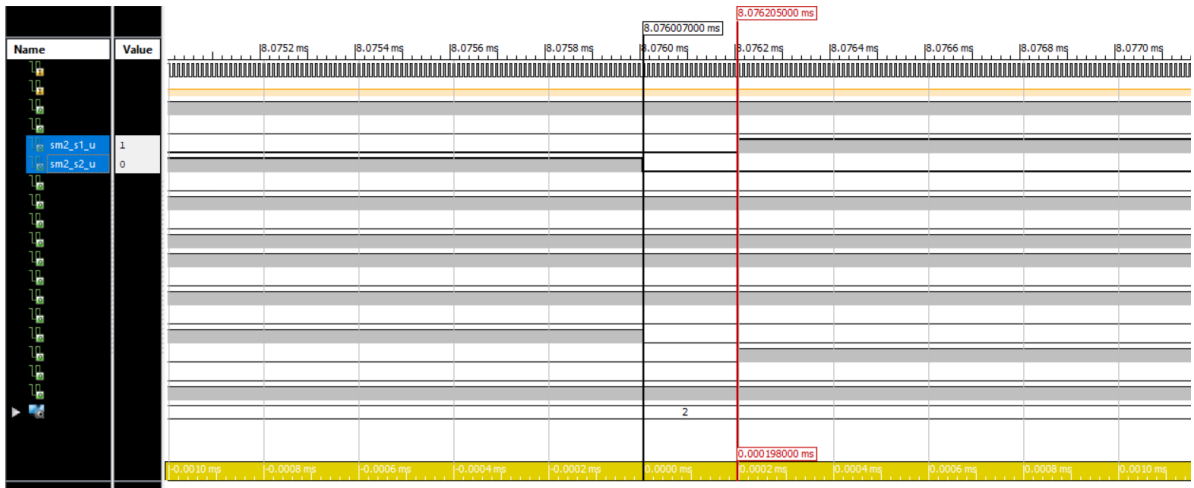 8.076205000 ms
8.076007000 ms
Name Value
8.0752 ms 8.0754 ms 8.0756 ms 8.0758 ms 8.0760 ms 8.0762 ms 8.0764 ms 8.0766 ms 8.0768 ms 8.0770 ms
sm2_s1_u 1
sm2_s2_u 0
2
0.000198000 ms
-0.0010 ms -0.0008 ms -0.0006 ms -0.0004 ms -0.0002 ms 0.0000 ms 0.0002 ms 0.0004 ms 0.0006 ms 0.0008 ms 0.0010 ms